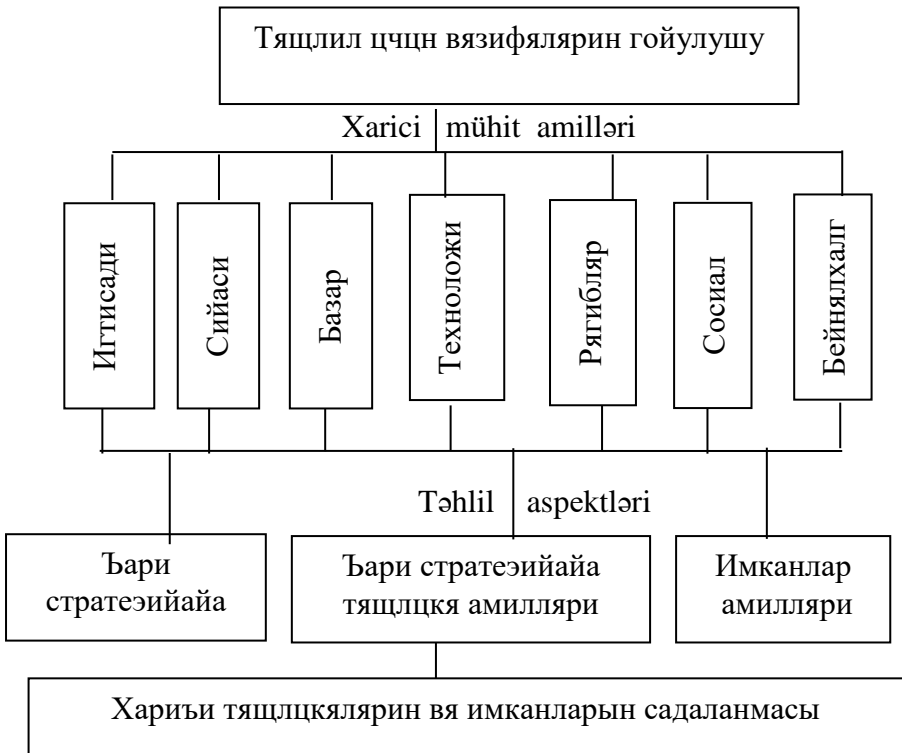 Тящлил цчцн вязифялярин гойулушу
Xarici mühit amilləri
Игтисади
Сийаси
Базар
Техноложи
Рягибляр
Сосиал
Бейнялхалг
Təhlil aspektləri
Ъари
стратеэийайа
Ъари стратеэийайа
тящлцкя амилляри
Имканлар
амилляри
Хариъи тящлцкялярин вя имканларын садаланмасы